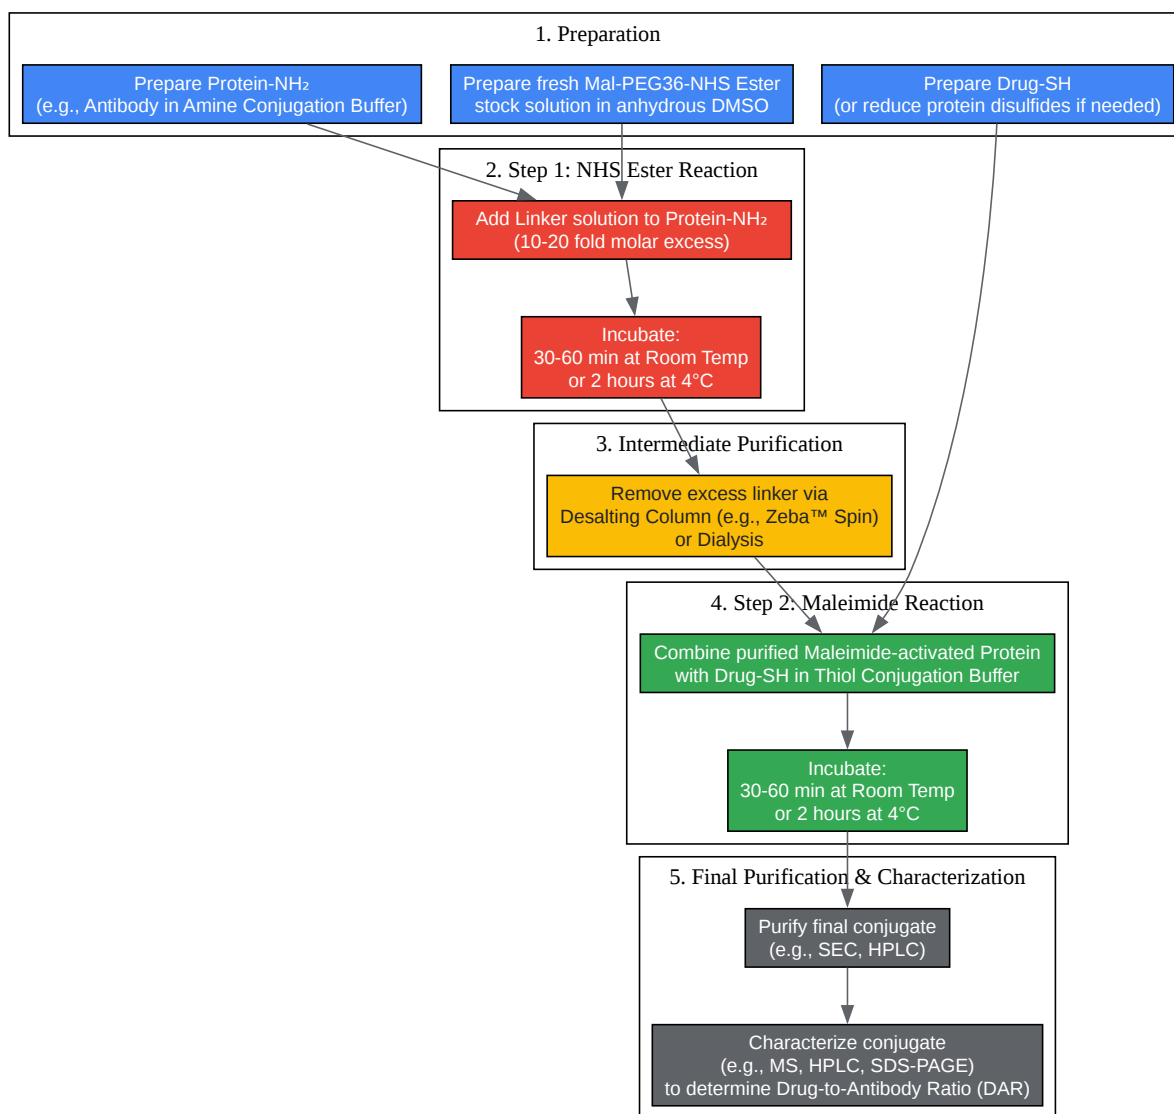 1. Preparation
Prepare Protein-NH₂
(e.g., Antibody in Amine Conjugation Buffer)
Prepare fresh Mal-PEG36-NHS Ester
stock solution in anhydrous DMSO
Prepare Drug-SH
(or reduce protein disulfides if needed)
2. Step 1: NHS Ester Reaction
Add Linker solution to Protein-NH₂
(10-20 fold molar excess)
Incubate:
30-60 min at Room Temp
or 2 hours at 4°C
3. Intermediate Purification
Remove excess linker via
Desalting Column (e.g., Zeba™ Spin)
or Dialysis
4. Step 2: Maleimide Reaction
Combine purified Maleimide-activated Protein
with Drug-SH in Thiol Conjugation Buffer
Incubate:
30-60 min at Room Temp
or 2 hours at 4°C
5. Final Purification & Characterization
Purify final conjugate
(e.g., SEC, HPLC)
Characterize conjugate
(e.g., MS, HPLC, SDS-PAGE)
to determine Drug-to-Antibody Ratio (DAR)